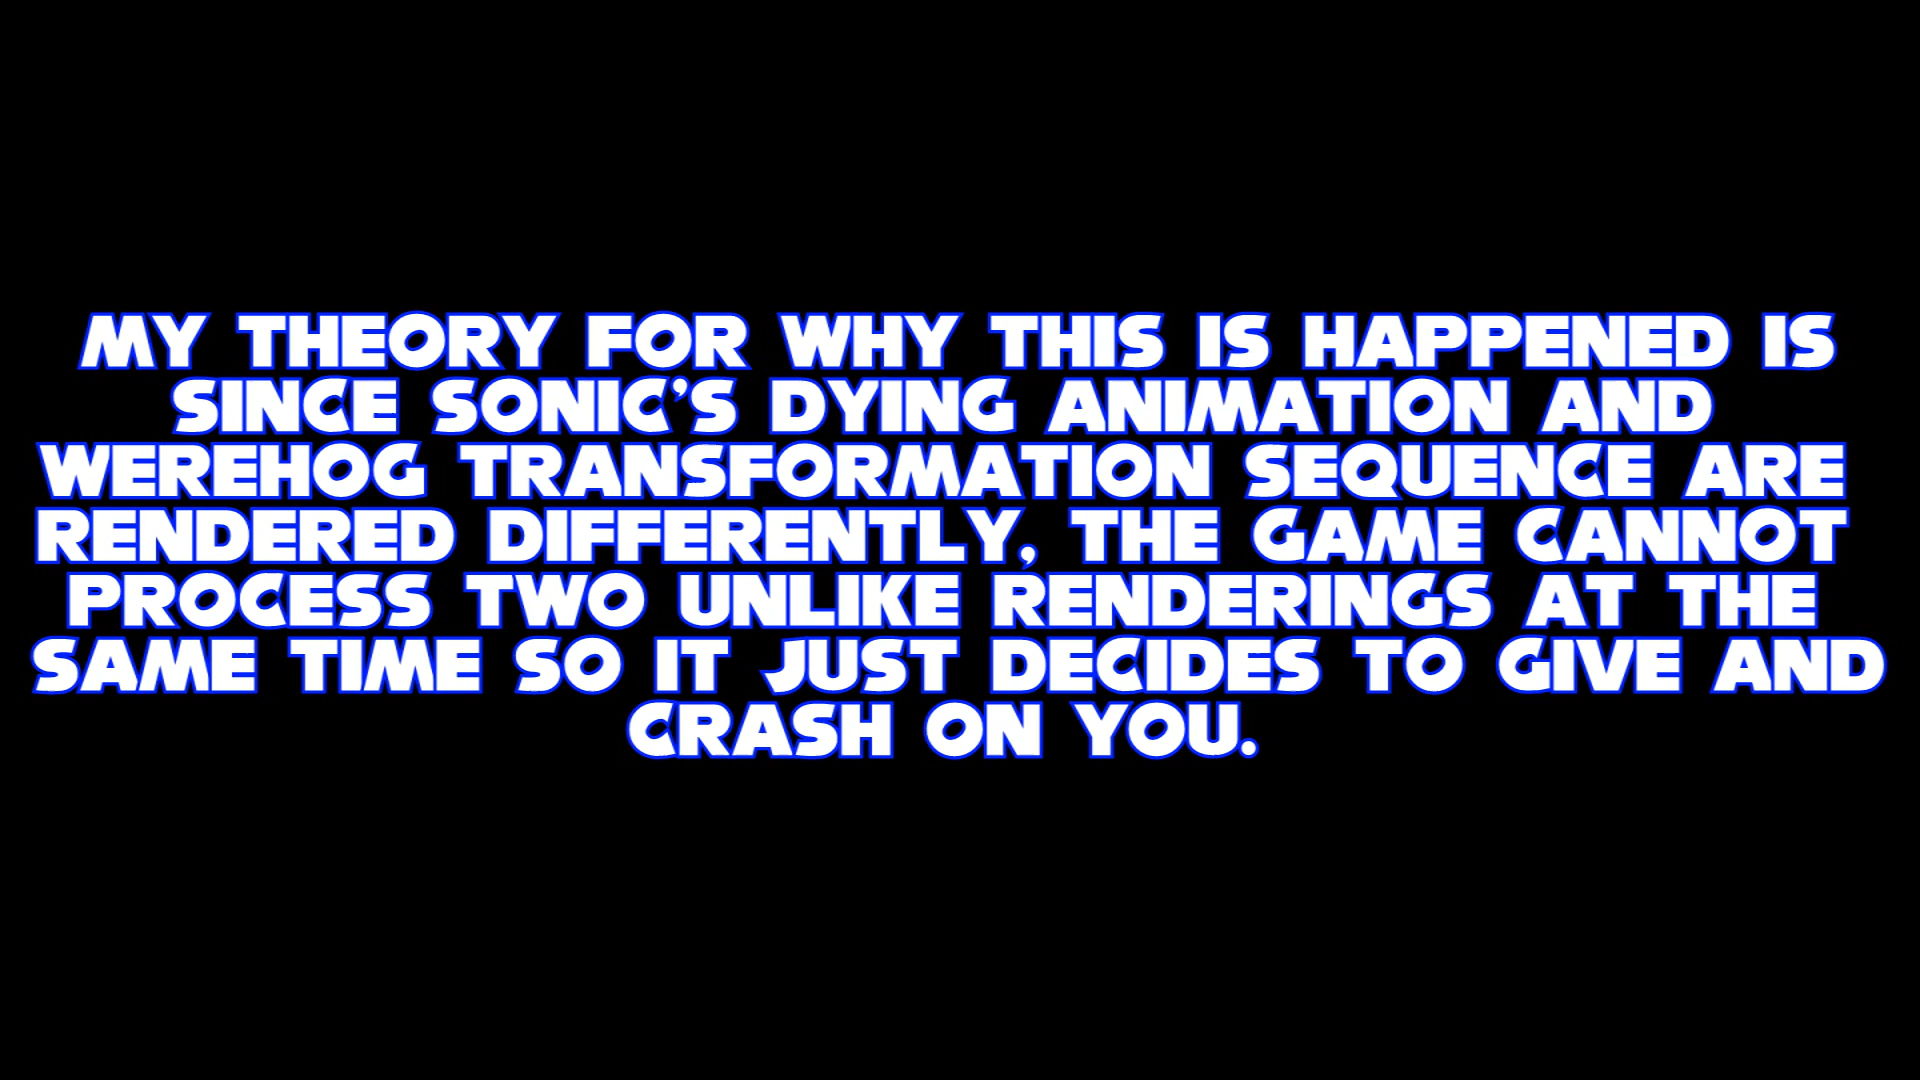 MY THEORY FOR WHY THIS IS HAPPENED IS
SINCE SONIC'S DYING ANIMATION AND
WEREHOG TRANSFORMATION SEQUENCE ARE
RENDERED DIFFERENTLY, THE GAME CANNOT
PROCESS TWO UNLIKE RENDERINGS AT THE
SAME TIME SO IT JUST DECIDES TO GIVE AND
CRASH ON YOU.